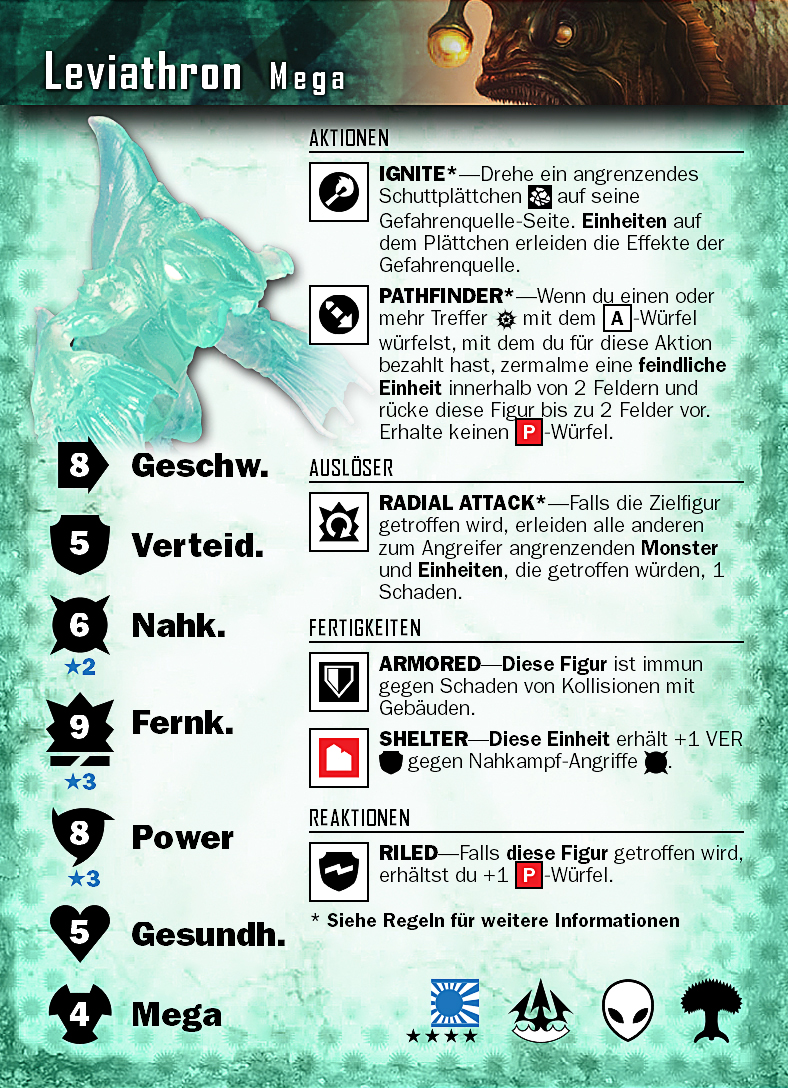 Leviathron Mega
AKTIONEN
IGNITE*—Drehe ein angrenzendes
Schuttplättchen auf seine
Gefahrenquelle-Seite. Einheiten auf
dem Plättchen erleiden die Effekte der
Gefahrenquelle.
PATHFINDER*—Wenn du einen oder
mehr Treffer mit dem A-Würfel
würfelst, mit dem du für diese Aktion
bezahlt hast, zermalme eine feindliche
Einheit innerhalb von 2 Feldern und
rücke diese Figur bis zu 2 Felder vor.
Erhalte keinen P-Würfel.
AUSLÖSER
RADIAL ATTACK*—Falls die Zielfigur
getroffen wird, erleiden alle anderen
zum Angreifer angrenzenden Monster
und Einheiten, die getroffen würden, 1
Schaden.
FERTIGKEITEN
ARMORED—Diese Figur ist immun
gegen Schaden von Kollisionen mit
Gebäuden.
SHELTER—Diese Einheit erhält +1 VER
gegen Nahkampf-Angriffe .
REAKTIONEN
RILED—Falls diese Figur getroffen wird,
erhältst du +1 P-Würfel.
* Siehe Regeln für weitere Informationen
8 Geschw.
5 Verteid.
6 Nahk.
★2
9 Fernk.
★3
8 Power
★3
5 Gesundh.
4 Mega
★★★★